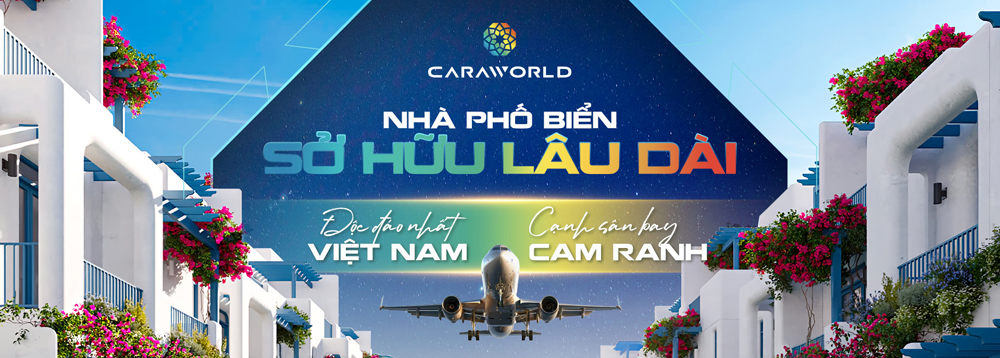 CARAWORLD
NHÀ PHỐ BIỂN
SỞ HỮU LÂU DÀI
Độc đáo nhất
VIỆT NAM
Cạnh sân bay
CAM RANH